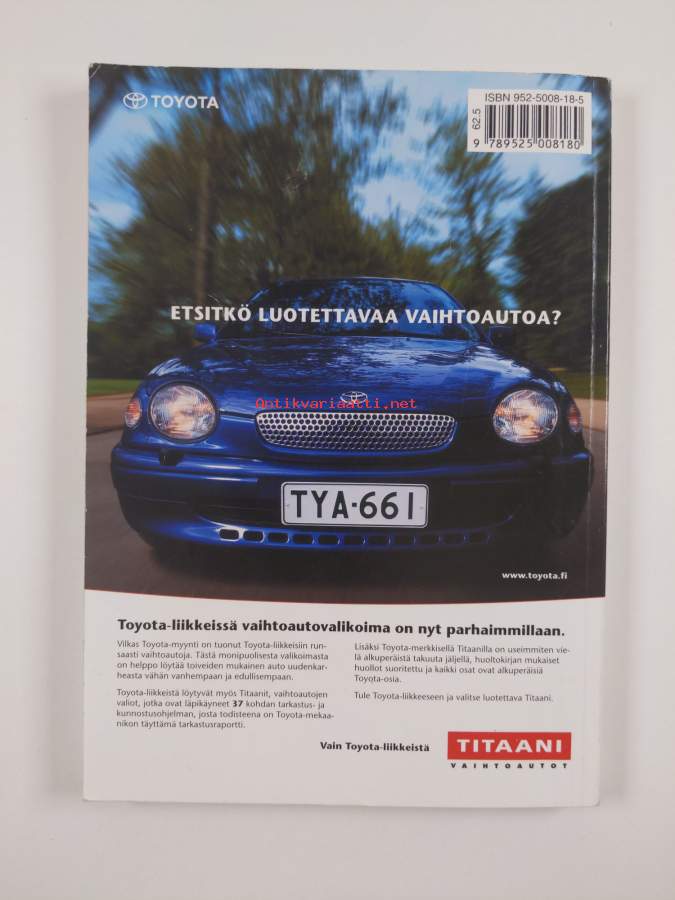 TOYOTA
ISBN 952-5008-18-5
62.5
9 789525 008180
ETSITKÖ LUOTETTAVAA VAIHTOAUTOA?
Antikvariaatti.net
TYA-661
www.toyota.fi
Toyota-liikkeissä vaihtoautovalikoima on nyt parhaimmillaan.
Vilkas Toyota-myynti on tuonut Toyota-liikkeisiin run-
saasti vaihtoautoja. Tästä monipuolisesta valikoimasta
on helppo löytää toiveiden mukainen auto uudenkar-
heasta vähän vanhempaan ja edullisempaan.
Toyota-liikkeistä löytyvät myös Titaanit, vaihtoautojen
valiot, jotka ovat läpikäyneet 37 kohdan tarkastus- ja
kunnostusohjelman, josta todisteena on Toyota-mekaa-
nikon täyttämä tarkastusraportti.
Lisäksi Toyota-merkkisellä Titaanilla on useimmiten vie-
lä alkuperäistä takuuta jäljellä, huoltokirjan mukaiset
huollot suoritettu ja kaikki osat ovat alkuperäisiä
Toyota-osia.
Tule Toyota-liikkeeseen ja valitse luotettava Titaani.
Vain Toyota-liikkeistä
TITAANI
VAIHTOAUTOT